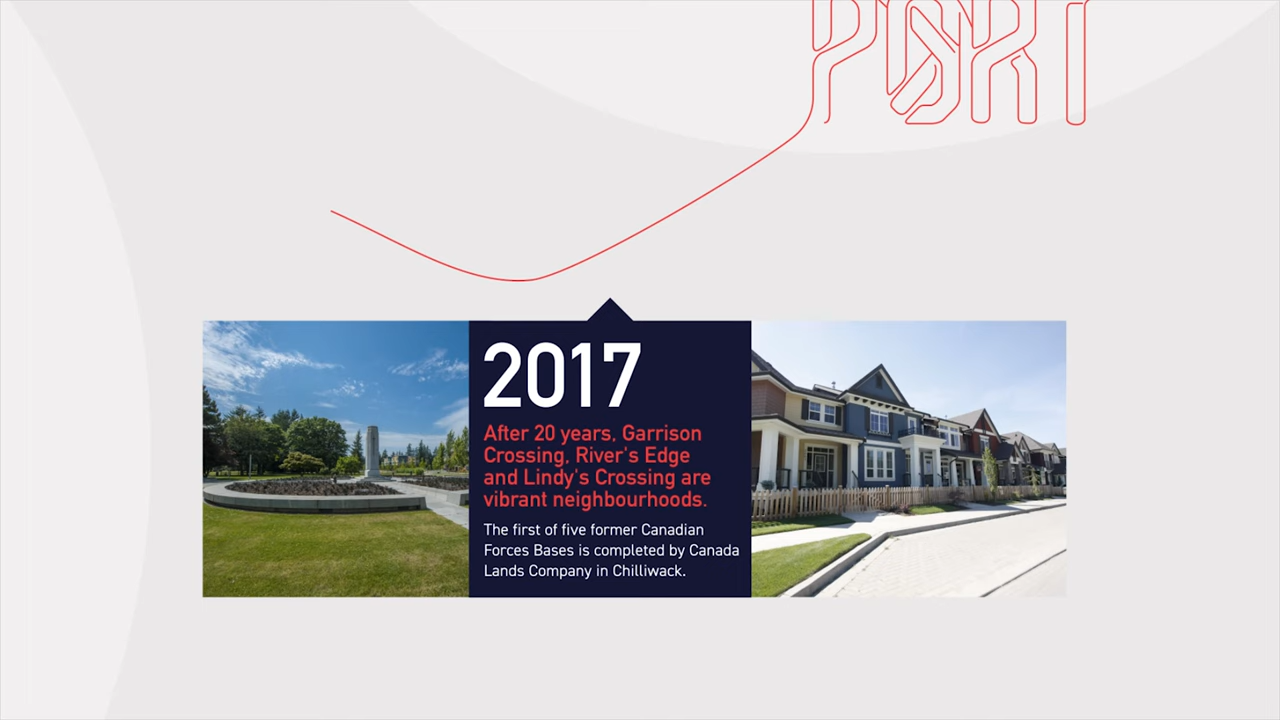 PORT
2017
After 20 years, Garrison
Crossing, River's Edge
and Lindy's Crossing are
vibrant neighbourhoods.
The first of five former Canadian
Forces Bases is completed by Canada
Lands Company in Chilliwack.